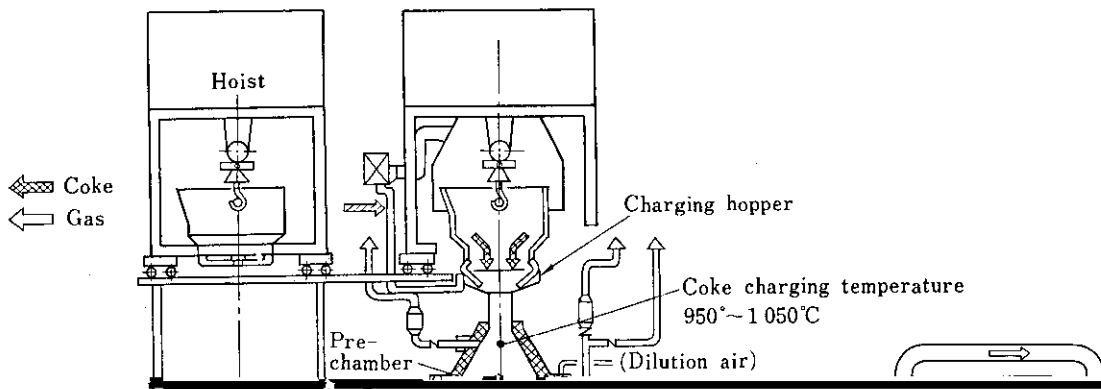 Hoist
Coke
Gas
Charging hopper
Coke charging temperature
950°~1 050℃
Pre-
chamber
(Dilution air)